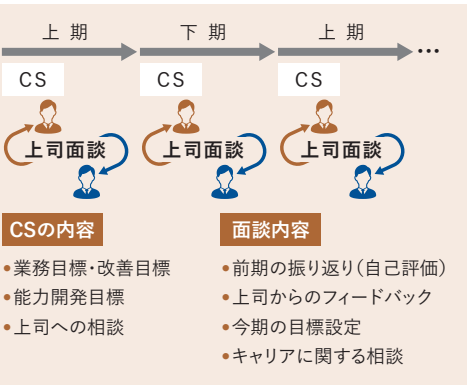 上期 下期 上期
…
CS CS CS
上司面談 上司面談 上司面談
CSの内容
•業務目標・改善目標
•能力開発目標
•上司への相談
面談内容
•前期の振り返り（自己評価）
•上司からのフィードバック
•今期の目標設定
•キャリアに関する相談